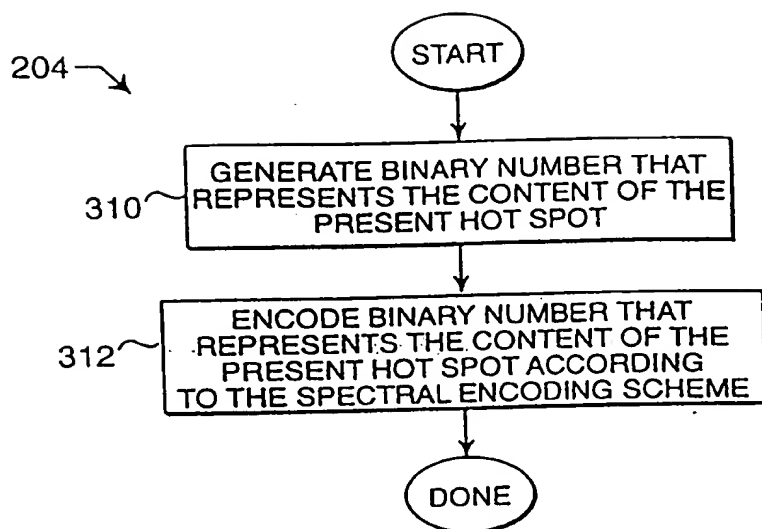 START
204
GENERATE BINARY NUMBER THAT
REPRESENTS THE CONTENT OF THE
PRESENT HOT SPOT.
310
ENCODE BINARY NUMBER THAT
REPRESENTS THE CONTENT OF THE
PRESENT HOT SPOT ACCORDING
TO THE SPECTRAL ENCODING SCHEME
312
DONE